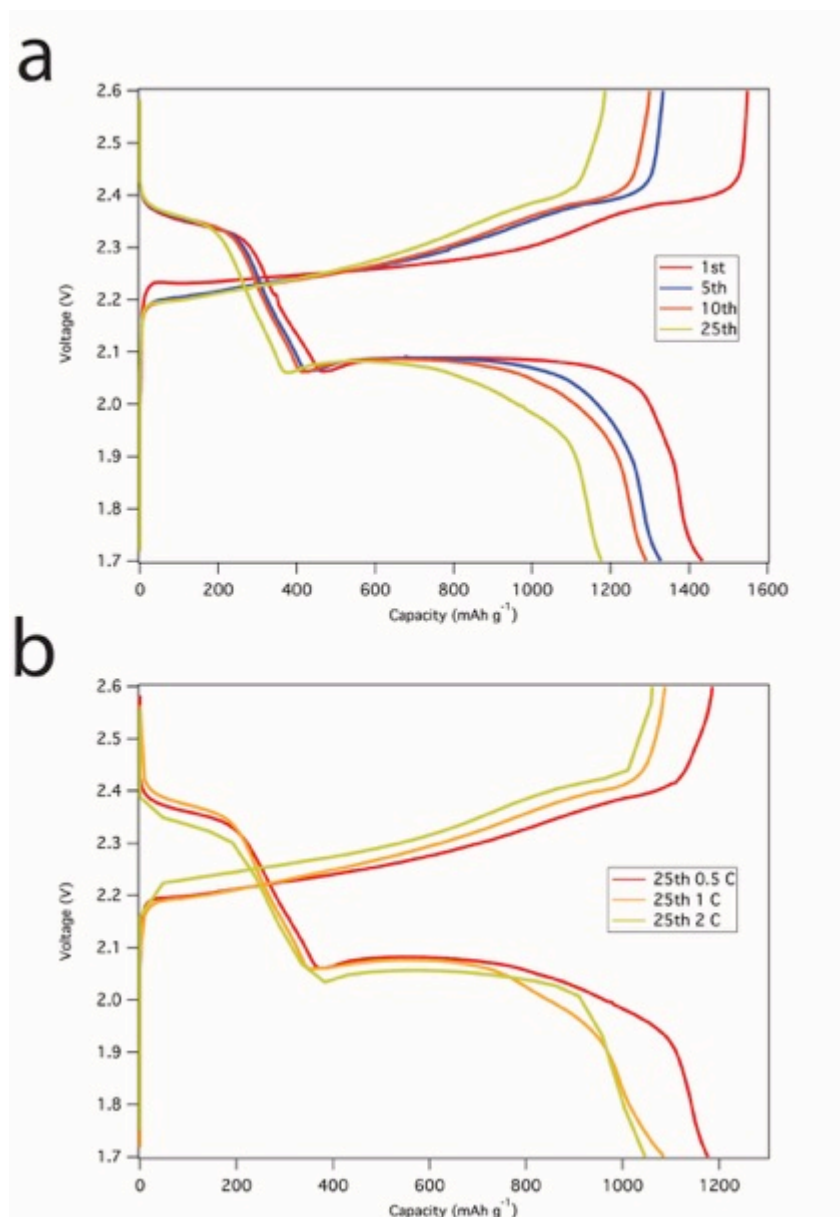 a
2.6
2.5
2.4
2.3
2.2
2.1
2.0
1.9
1.8
1.7
Voltage (V)
1st
5th
10th
25th
0 200 400 600 800 1000 1200 1400 1600
Capacity (mAh g⁻¹)
b
2.6
2.5
2.4
2.3
2.2
2.1
2.0
1.9
1.8
1.7
Voltage (V)
25th 0.5 C
25th 1 C
25th 2 C
0 200 400 600 800 1000 1200
Capacity (mAh g⁻¹)